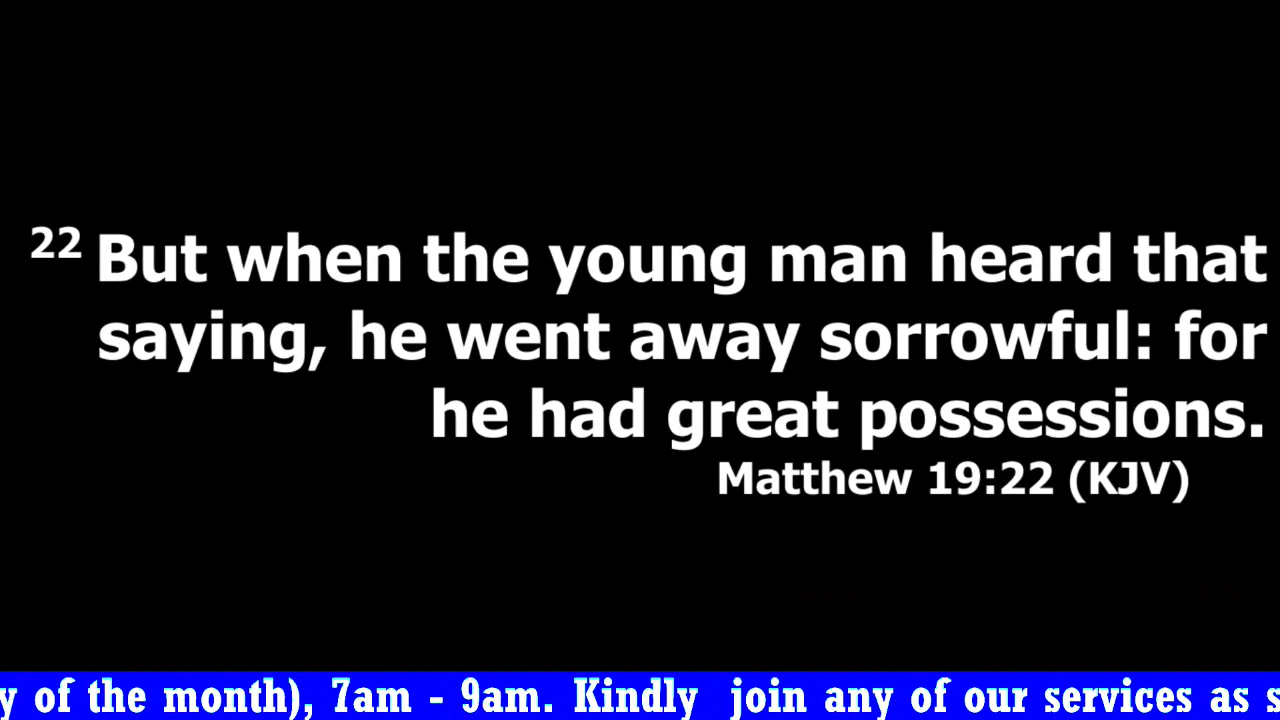 22 But when the young man heard that
saying, he went away sorrowful: for
he had great possessions.
Matthew 19:22 (KJV)
of the month), 7am - 9am. Kindly join any of our services as